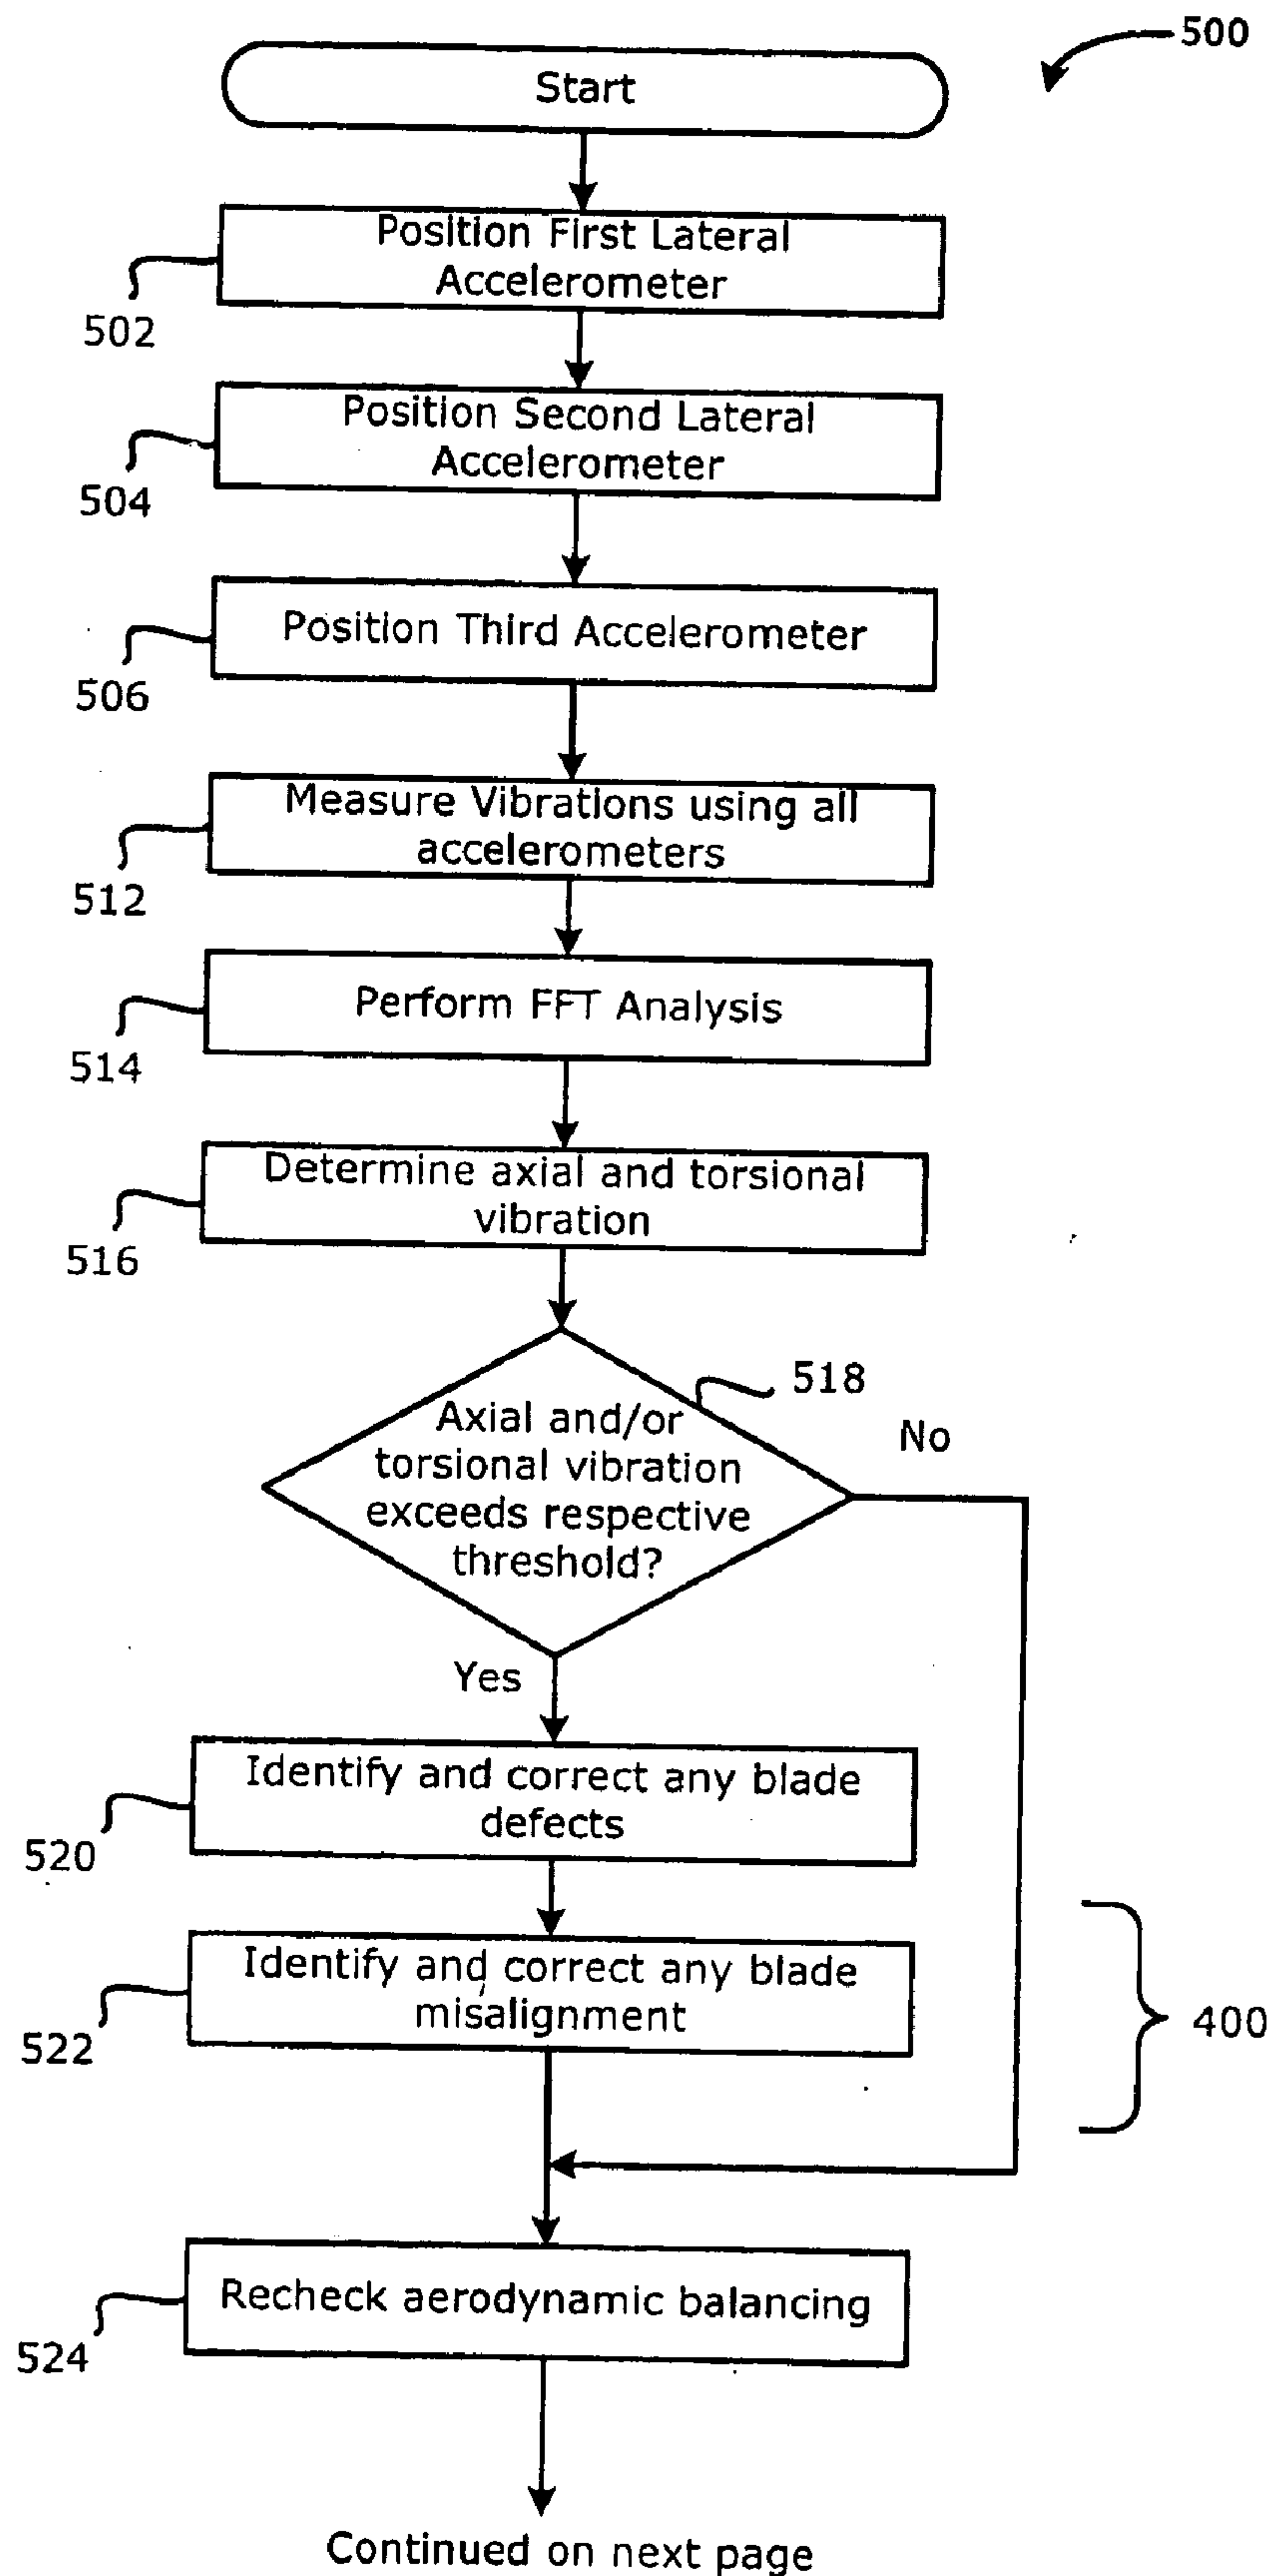 500
Start
Position First Lateral
Accelerometer
502
Position Second Lateral
Accelerometer
504
Position Third Accelerometer
506
Measure Vibrations using all
accelerometers
512
Perform FFT Analysis
514
Determine axial and torsional
vibration
516
518
Axial and/or
torsional vibration
exceeds respective
threshold?
No
Yes
Identify and correct any blade
defects
520
Identify and correct any blade
misalignment
522
400
Recheck aerodynamic balancing
524
Continued on next page